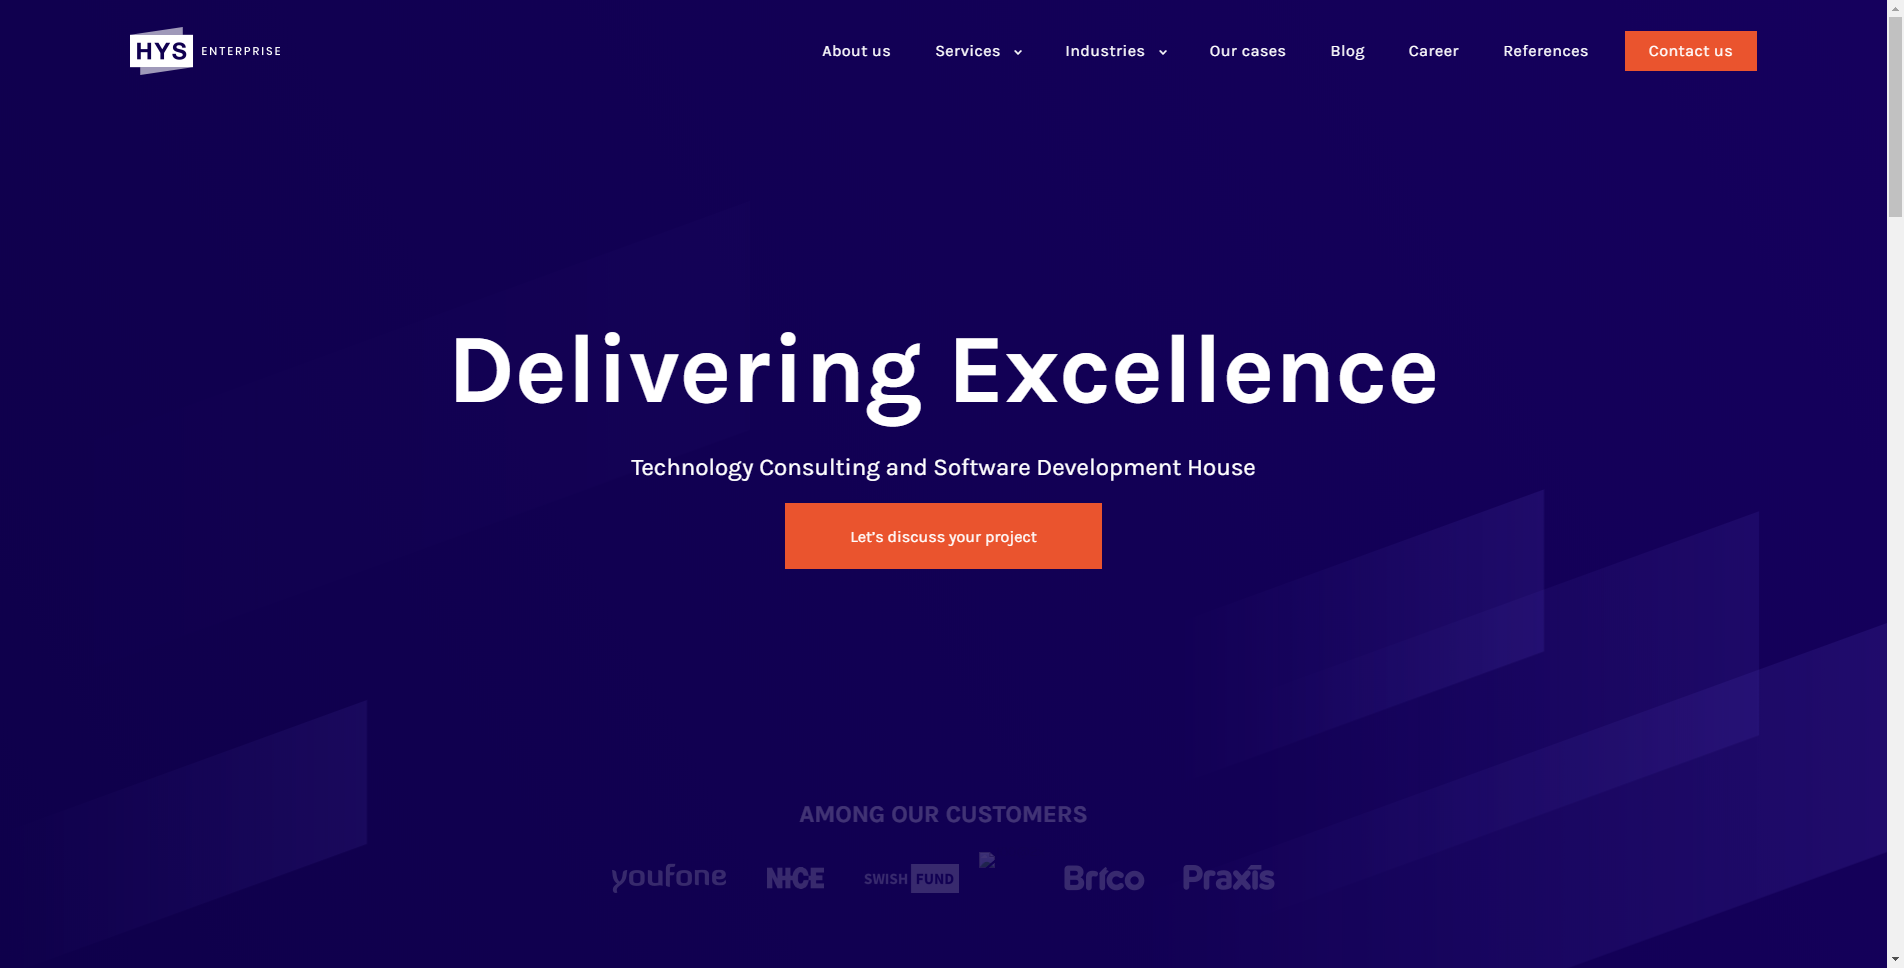 HYS ENTERPRISE
About us
Services
Industries
Our cases
Blog
Career
References
Contact us
Delivering Excellence
Technology Consulting and Software Development House
Let's discuss your project
AMONG OUR CUSTOMERS
youfone
NICE
SWISH FUND
Brico
Praxis